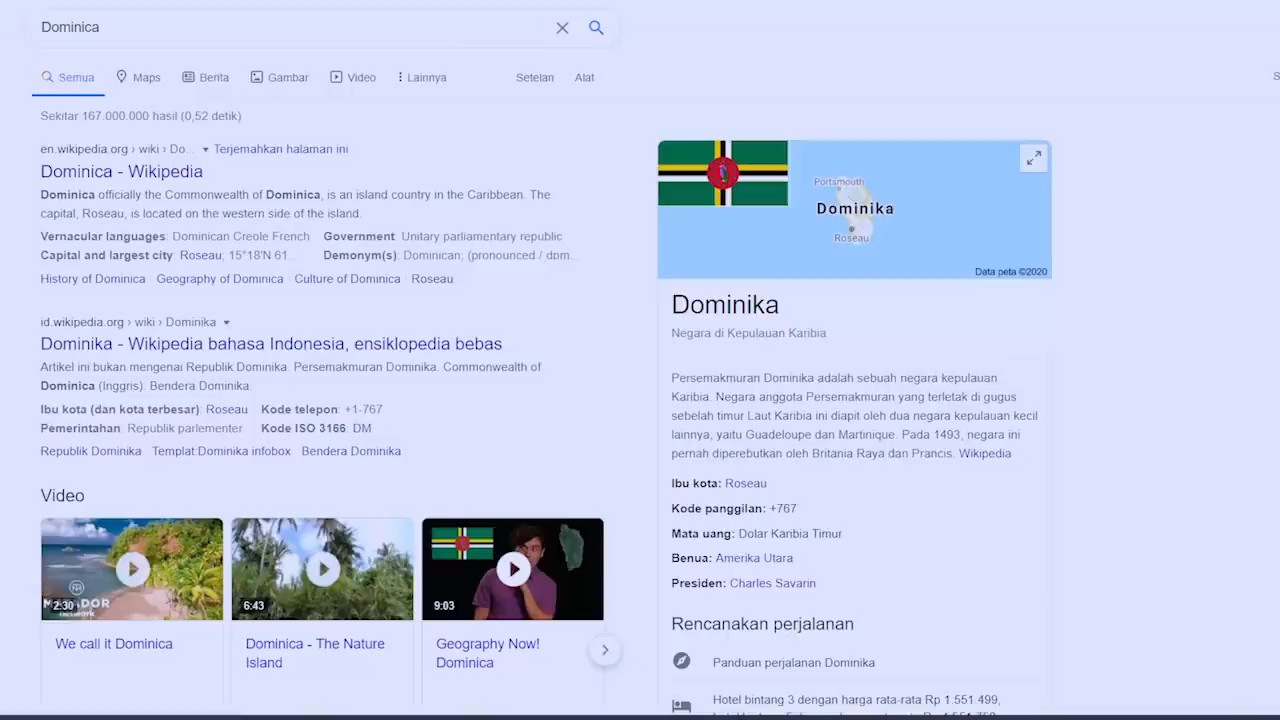 Dominica
Semua Maps Berita Gambar Video Lainnya Setelan Alat
Sekitar 167.000.000 hasil (0,52 detik)
en.wikipedia.org › wiki › Do... Terjemahkan halaman ini
Dominica - Wikipedia
Dominica officially the Commonwealth of Dominica, is an island country in the Caribbean. The
capital, Roseau, is located on the western side of the island.
Vernacular languages: Dominican Creole French Government: Unitary parliamentary republic
Capital and largest city: Roseau; 15°18'N 61... Demonym(s): Dominican; (pronounced / dpm...
History of Dominica · Geography of Dominica · Culture of Dominica · Roseau
id.wikipedia.org › wiki › Dominika
Dominika - Wikipedia bahasa Indonesia, ensiklopedia bebas
Artikel ini bukan mengenai Republik Dominika. Persemakmuran Dominika. Commonwealth of
Dominica (Inggris). Bendera Dominika.
Ibu kota (dan kota terbesar): Roseau Kode telepon: +1-767
Pemerintahan: Republik parlementer Kode ISO 3166: DM
Republik Dominika · Templat Dominika infobox · Bendera Dominika
Video
2:30
6:43
9:03
We call it Dominica
Dominica - The Nature
Island
Geography Now!
Dominica
Portsmouth
Dominika
Roseau
Data peta ©2020
Dominika
Negara di Kepulauan Karibia
Persemakmuran Dominika adalah sebuah negara kepulauan
Karibia. Negara anggota Persemakmuran yang terletak di gugus
sebelah timur Laut Karibia ini diapit oleh dua negara kepulauan kecil
lainnya, yaitu Guadeloupe dan Martinique. Pada 1493, negara ini
pernah diperebutkan oleh Britania Raya dan Prancis. Wikipedia
Ibu kota: Roseau
Kode panggilan: +767
Mata uang: Dolar Karibia Timur
Benua: Amerika Utara
Presiden: Charles Savarin
Rencanakan perjalanan
Panduan perjalanan Dominika
Hotel bintang 3 dengan harga rata-rata Rp 1.551.499,